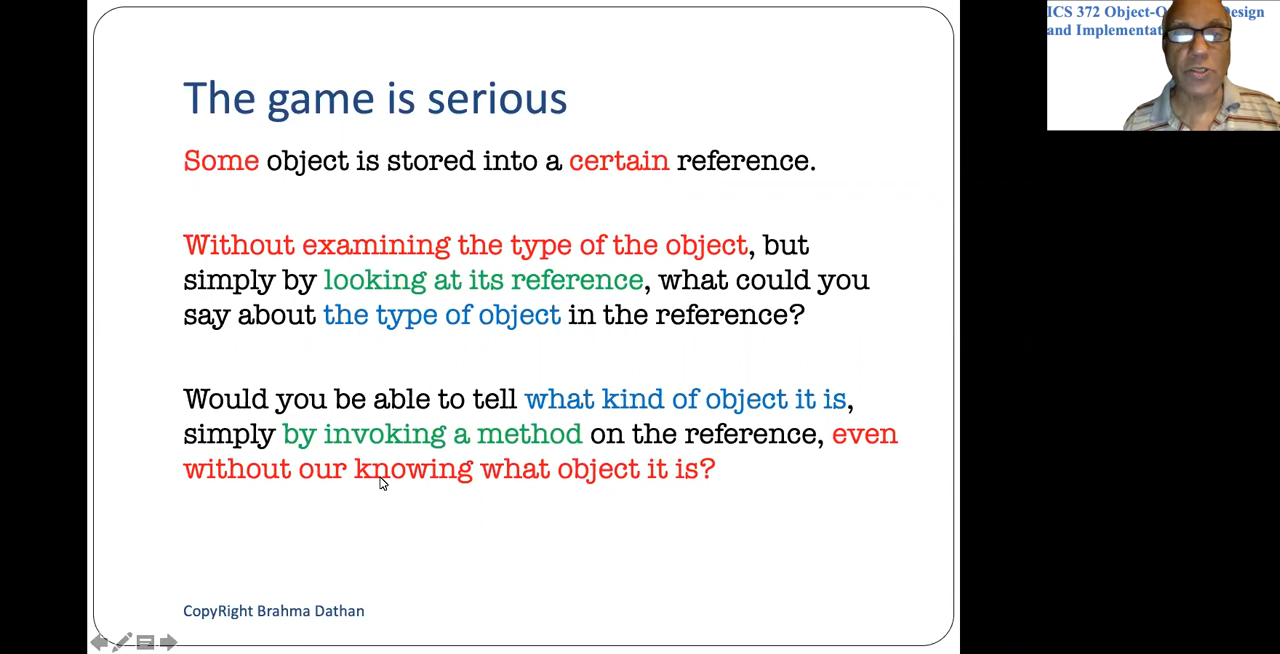 The game is serious
Some object is stored into a certain reference.
Without examining the type of the object, but
simply by looking at its reference, what could you
say about the type of object in the reference?
Would you be able to tell what kind of object it is,
simply by invoking a method on the reference, even
without our knowing what object it is?
CopyRight Brahma Dathan
ICS 372 Design
and